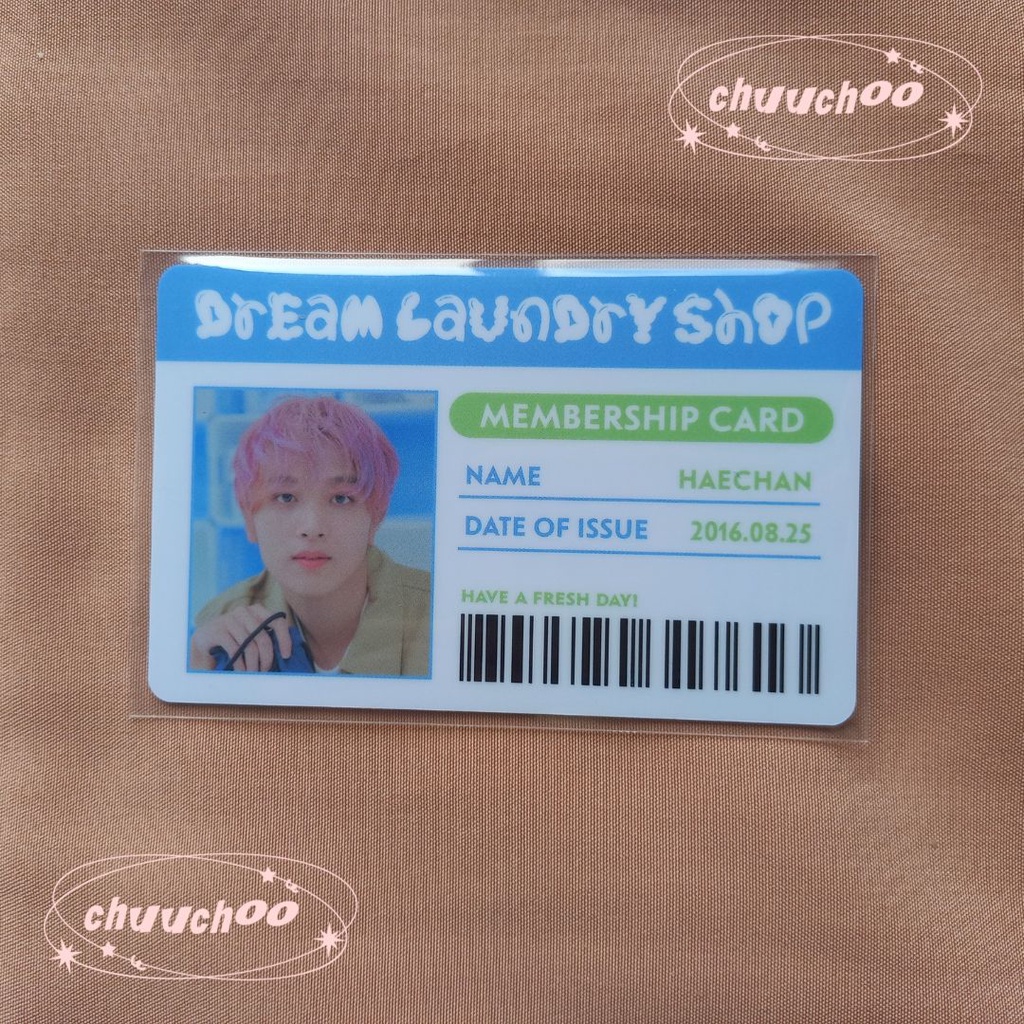 chuuchoo
DREAM LAUNDRY SHOP
MEMBERSHIP CARD
NAME HAECHAN
DATE OF ISSUE 2016.08.25
HAVE A FRESH DAY!
chuuchoo